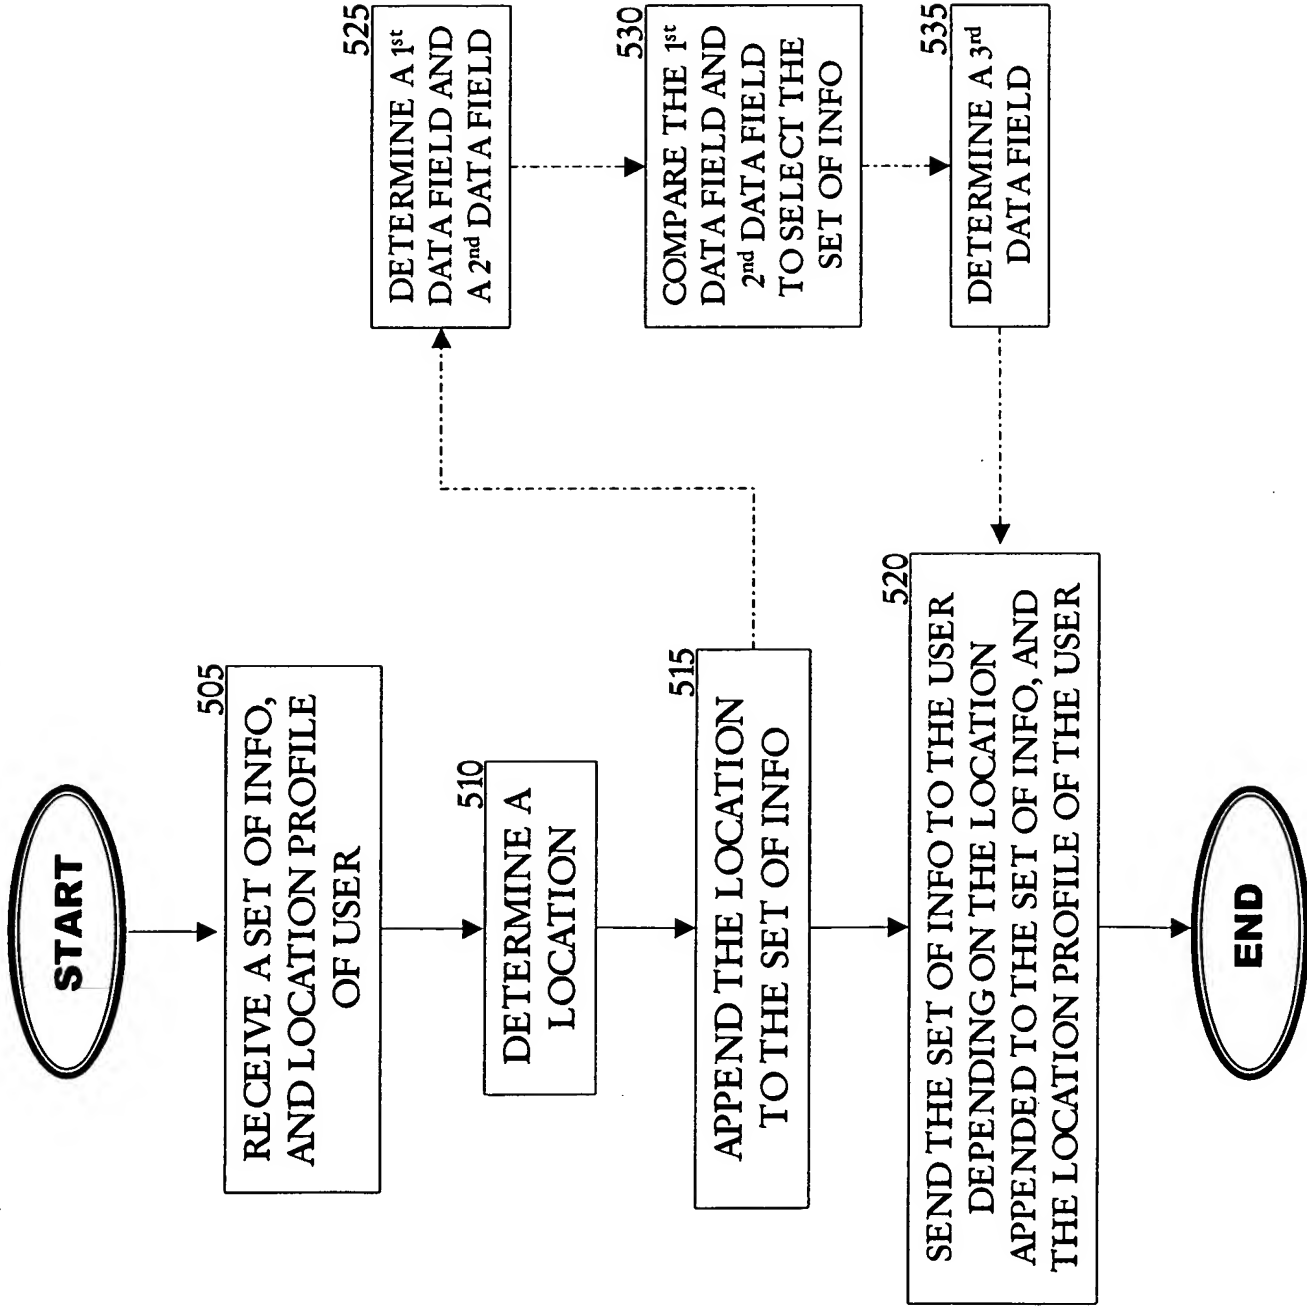 START
505
RECEIVE A SET OF INFO,
AND LOCATION PROFILE
OF USER
510
DETERMINE A
LOCATION
515
APPEND THE LOCATION
TO THE SET OF INFO
520
SEND THE SET OF INFO TO THE USER
DEPENDING ON THE LOCATION
APPENDED TO THE SET OF INFO, AND
THE LOCATION PROFILE OF THE USER
END
525
DETERMINE A 1st
DATA FIELD AND
A 2nd DATA FIELD
530
COMPARE THE 1st
DATA FIELD AND
2nd DATA FIELD
TO SELECT THE
SET OF INFO
535
DETERMINE A 3rd
DATA FIELD